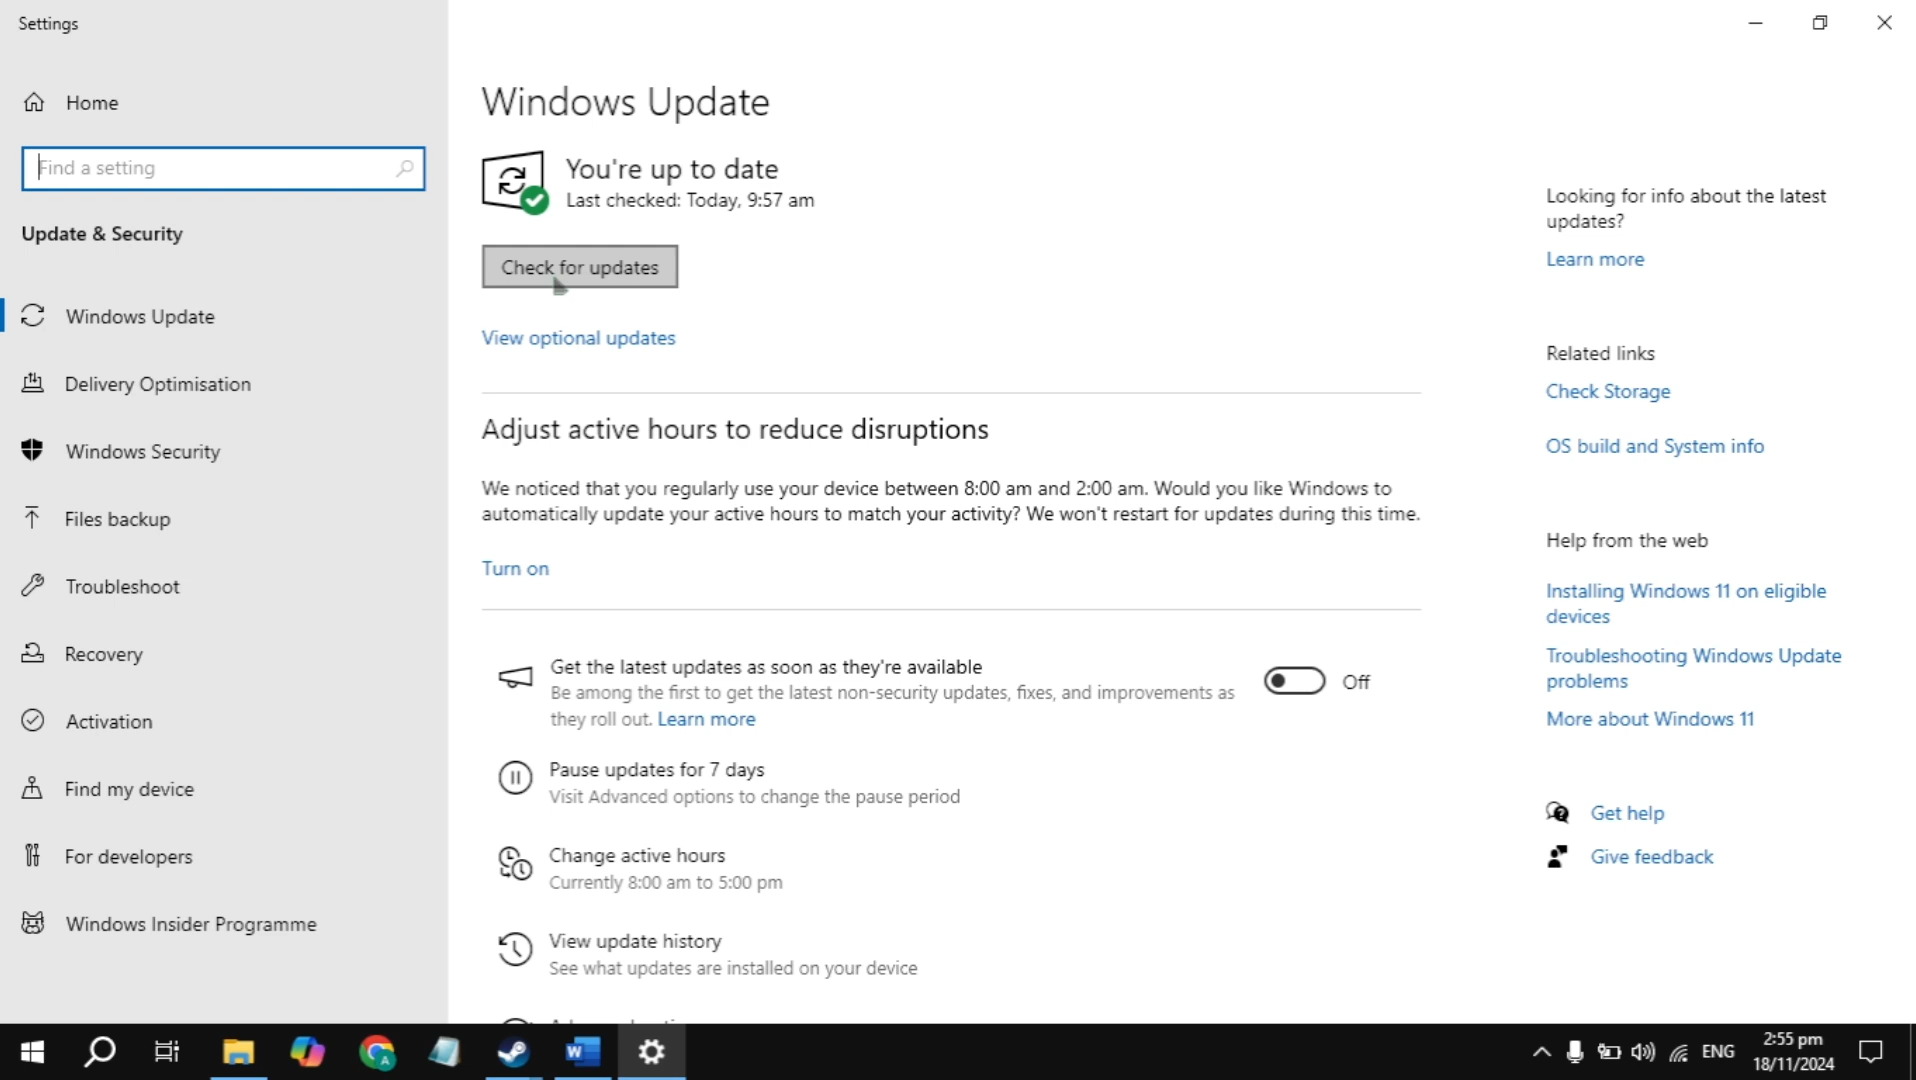 Settings
Home
Find a setting
Update & Security
Windows Update
Delivery Optimisation
Windows Security
Files backup
Troubleshoot
Recovery
Activation
Find my device
For developers
Windows Insider Programme
Windows Update
You're up to date
Last checked: Today, 9:57 am
Check for updates
View optional updates
Adjust active hours to reduce disruptions
We noticed that you regularly use your device between 8:00 am and 2:00 am. Would you like Windows to
automatically update your active hours to match your activity? We won't restart for updates during this time.
Turn on
Get the latest updates as soon as they're available
Be among the first to get the latest non-security updates, fixes, and improvements as
they roll out. Learn more
Off
Pause updates for 7 days
Visit Advanced options to change the pause period
Change active hours
Currently 8:00 am to 5:00 pm
View update history
See what updates are installed on your device
Looking for info about the latest
updates?
Learn more
Related links
Check Storage
OS build and System info
Help from the web
Installing Windows 11 on eligible
devices
Troubleshooting Windows Update
problems
More about Windows 11
Get help
Give feedback
ENG
2:55 pm
18/11/2024